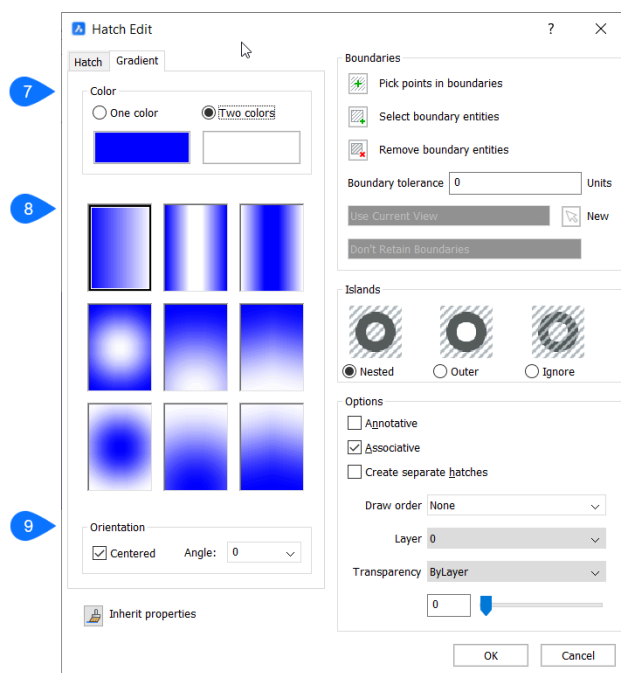 Hatch Edit
?
Hatch
Gradient
7
Color
One color
Two colors
8
9
Orientation
Centered
Angle:
0
Inherit properties
Boundaries
Pick points in boundaries
Select boundary entities
Remove boundary entities
Boundary tolerance
0
Units
Use Current View
New
Don't Retain Boundaries
Islands
Nested
Outer
Ignore
Options
Annotative
Associative
Create separate hatches
Draw order
None
Layer
0
Transparency
ByLayer
0
OK
Cancel